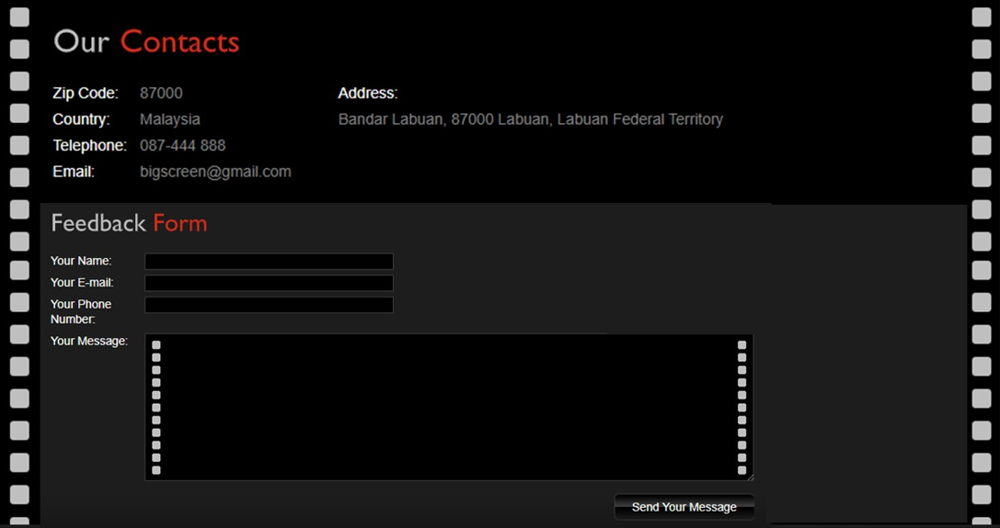 Our Contacts
Zip Code: 87000
Country: Malaysia
Telephone: 087-444 888
Email: bigscreen@gmail.com
Address:
Bandar Labuan, 87000 Labuan, Labuan Federal Territory
Feedback Form
Your Name:
Your E-mail:
Your Phone
Number:
Your Message:
Send Your Message